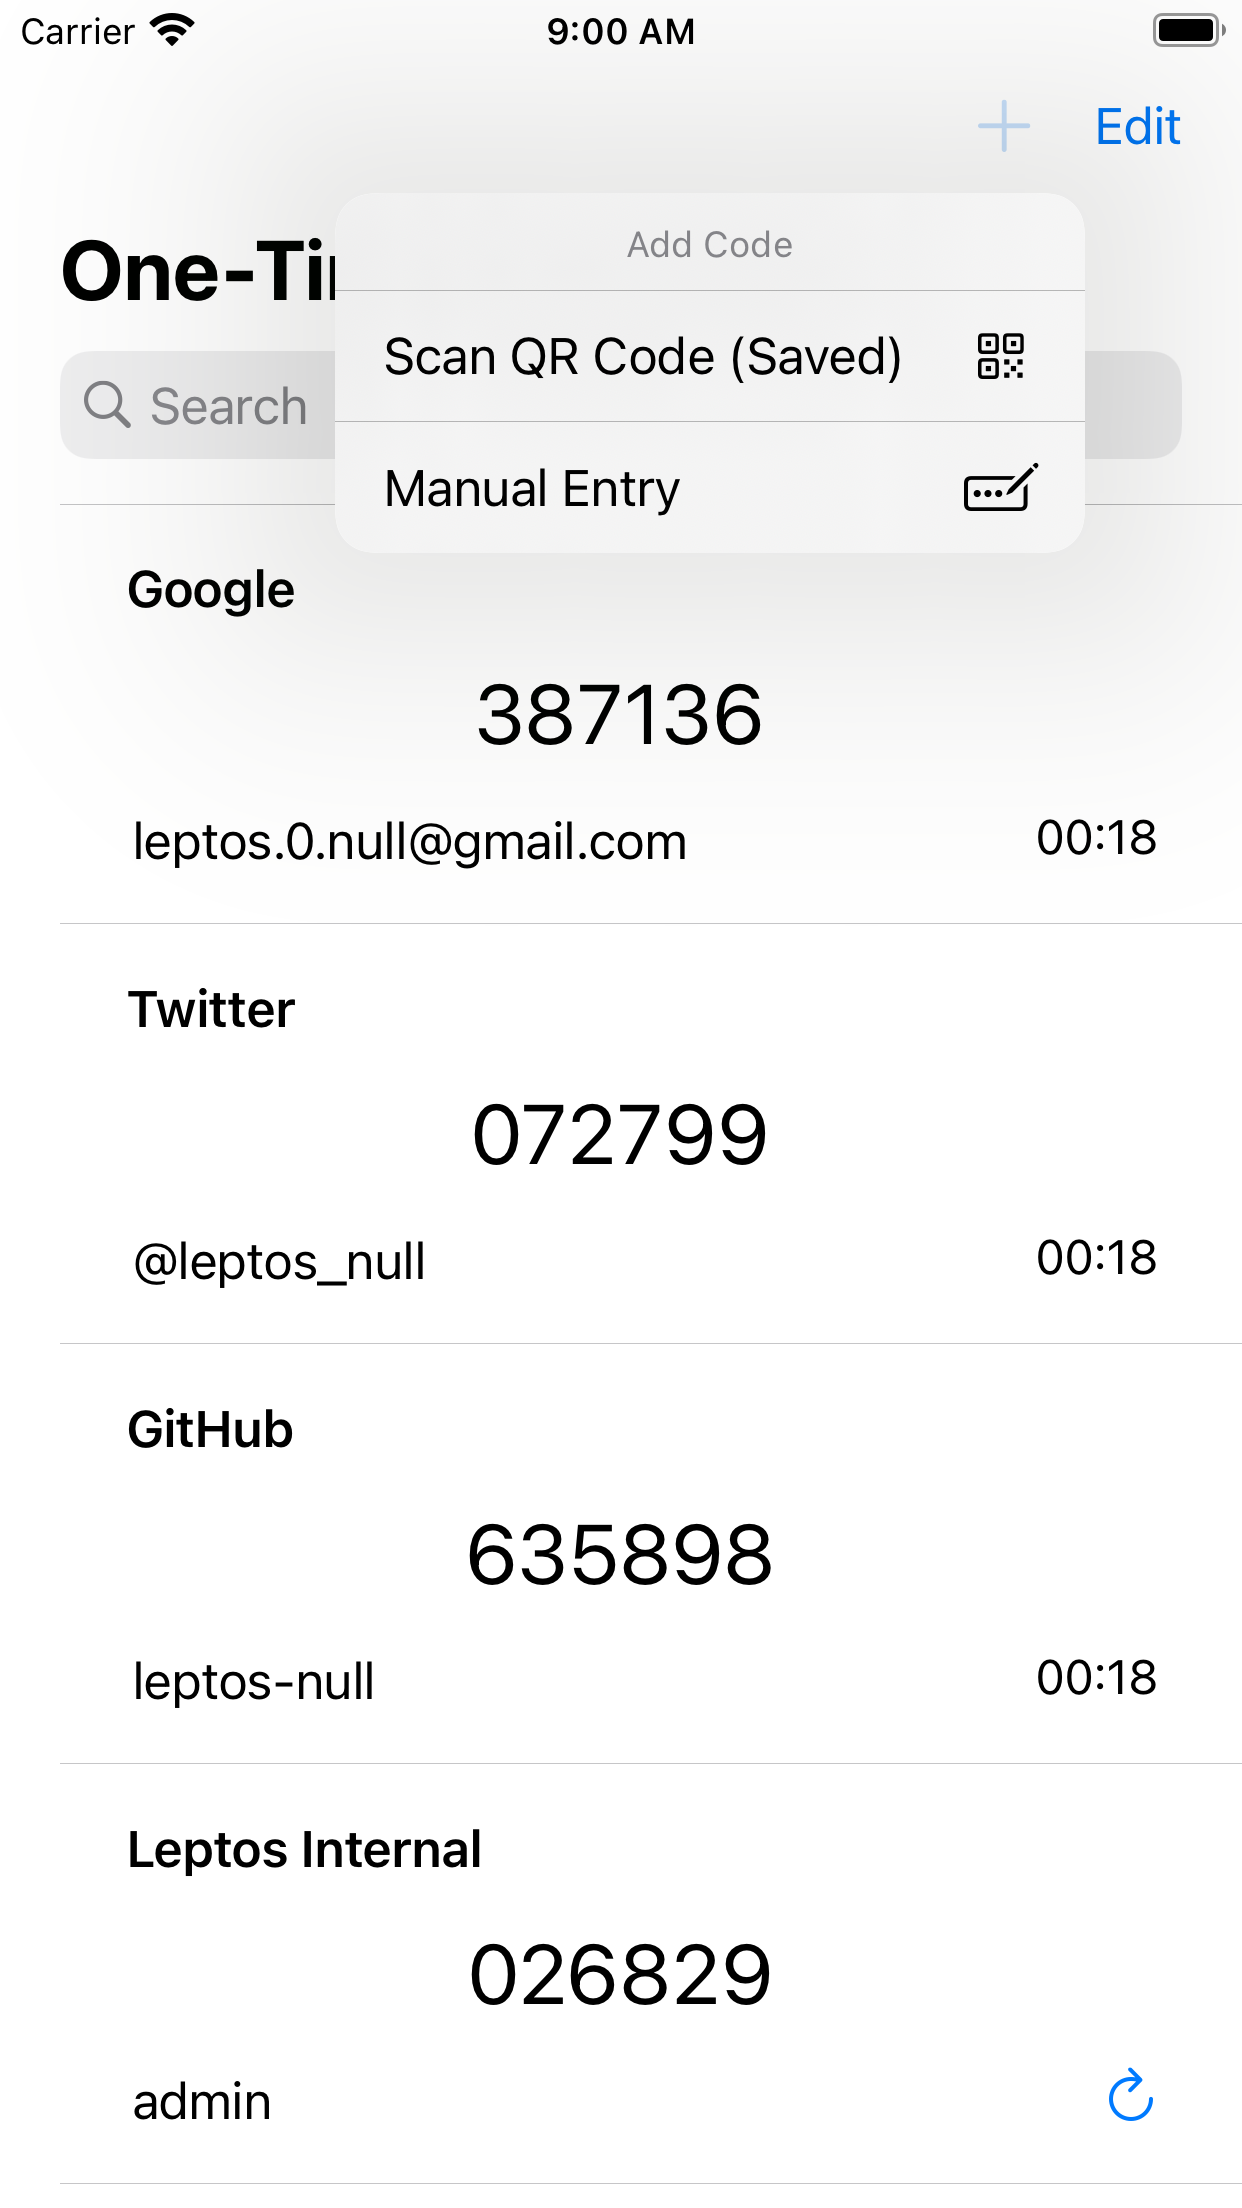 Carrier
9:00 AM
Edit
One-Ti
Add Code
Scan QR Code (Saved)
Search
Manual Entry
Google
387136
leptos.0.null@gmail.com 00:18
Twitter
072799
@leptos_null 00:18
GitHub
635898
leptos-null 00:18
Leptos Internal
026829
admin